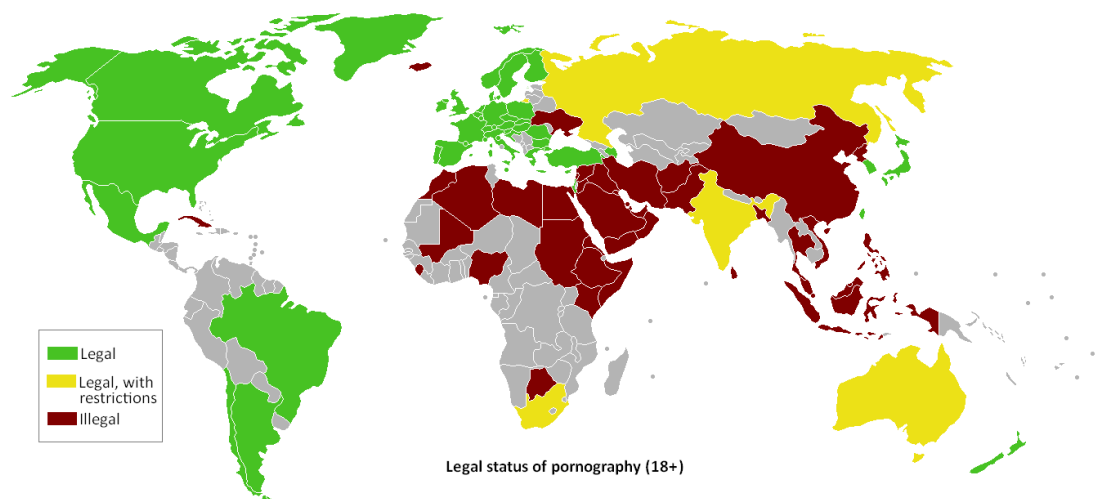 Legal
Legal, with
restrictions
Illegal
Legal status of pornography (18+)